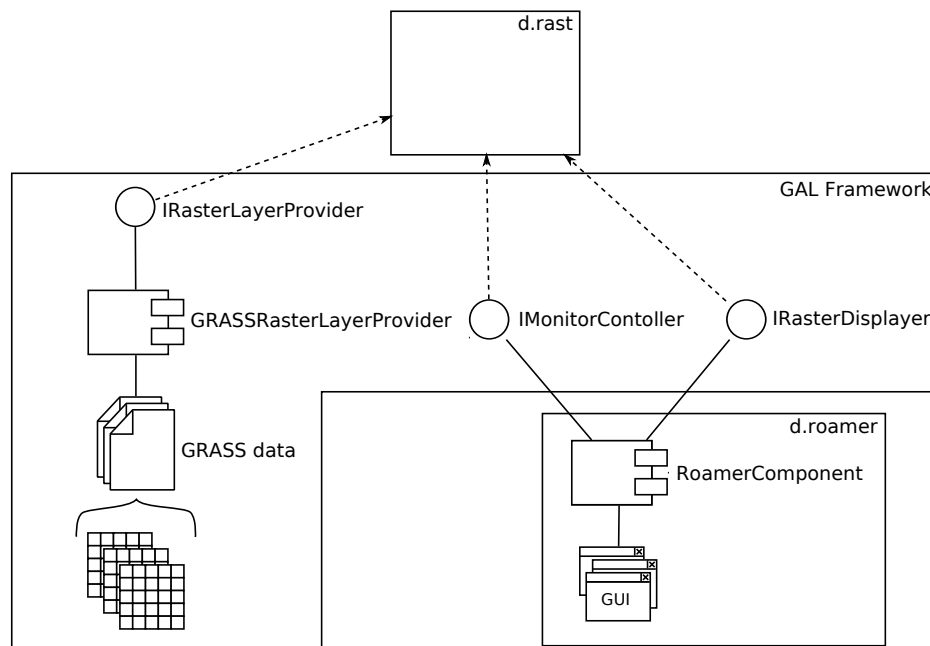 d.rast
GAL Framework
IRasterLayerProvider
GRASSRasterLayerProvider
IMonitorContoller
IRasterDisplayer
d.roamer
GRASS data
RoamerComponent
GUI